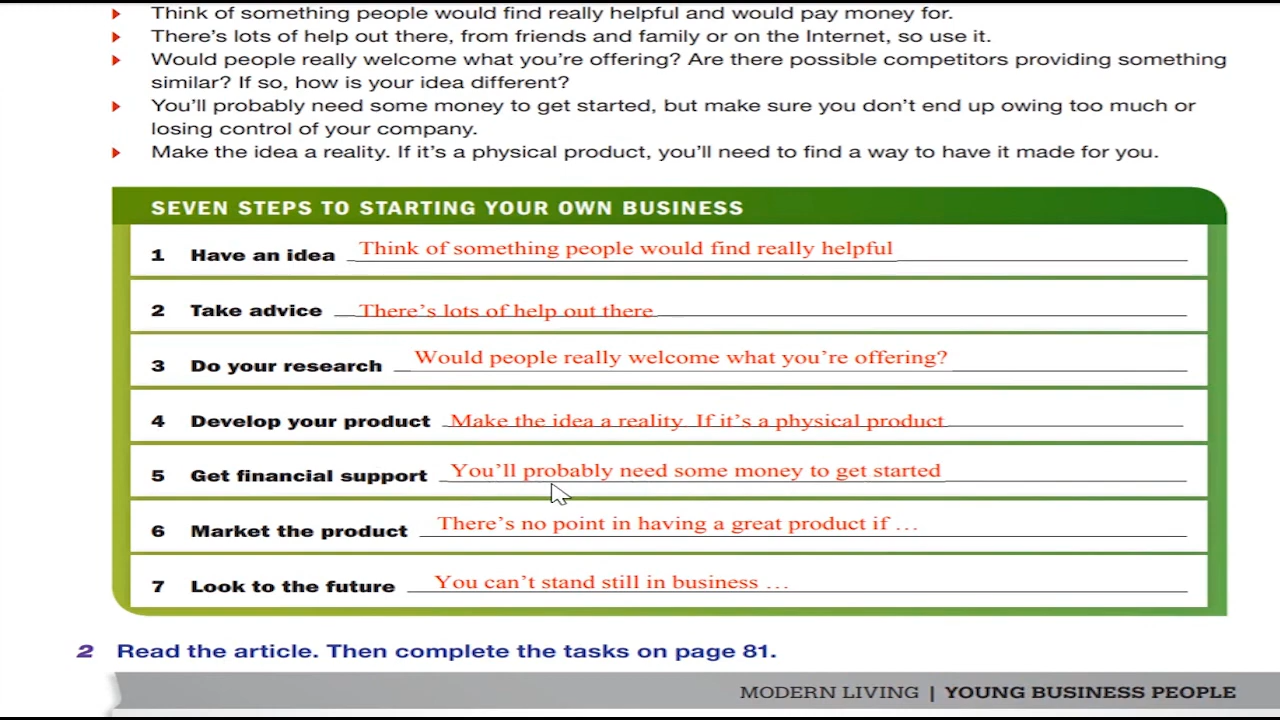 Think of something people would find really helpful and would pay money for.
There's lots of help out there, from friends and family or on the Internet, so use it.
Would people really welcome what you're offering? Are there possible competitors providing something
similar? If so, how is your idea different?
You'll probably need some money to get started, but make sure you don't end up owing too much or
losing control of your company.
Make the idea a reality. If it's a physical product, you'll need to find a way to have it made for you.
SEVEN STEPS TO STARTING YOUR OWN BUSINESS
1 Have an idea Think of something people would find really helpful
2 Take advice There's lots of help out there
3 Do your research Would people really welcome what you're offering?
4 Develop your product Make the idea a reality. If it's a physical product
5 Get financial support You'll probably need some money to get started
6 Market the product There's no point in having a great product if …
7 Look to the future You can't stand still in business …
2 Read the article. Then complete the tasks on page 81.
MODERN LIVING | YOUNG BUSINESS PEOPLE